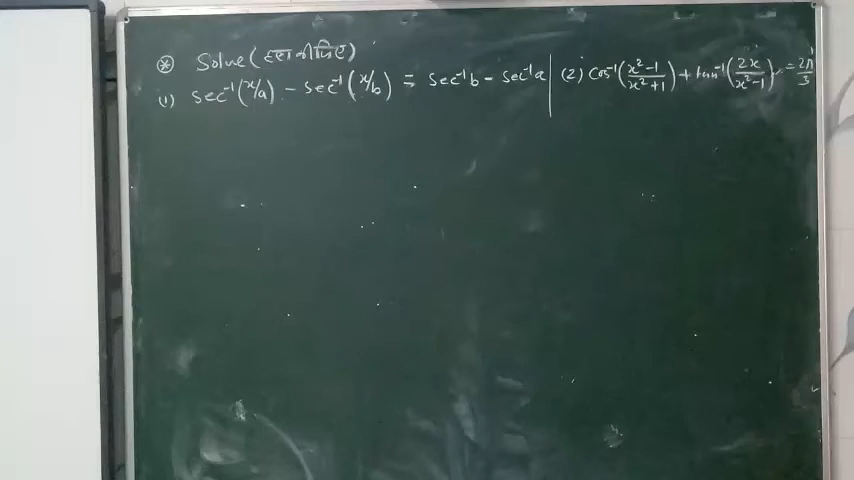 ⊛ Solve (हल कीजिए)
(1) sec⁻¹(x/a) - sec⁻¹(x/b) = sec⁻¹b - sec⁻¹a | (2) cos⁻¹((x²-1)/(x²+1)) + tan⁻¹(2x/(x²-1)) = 2π/3